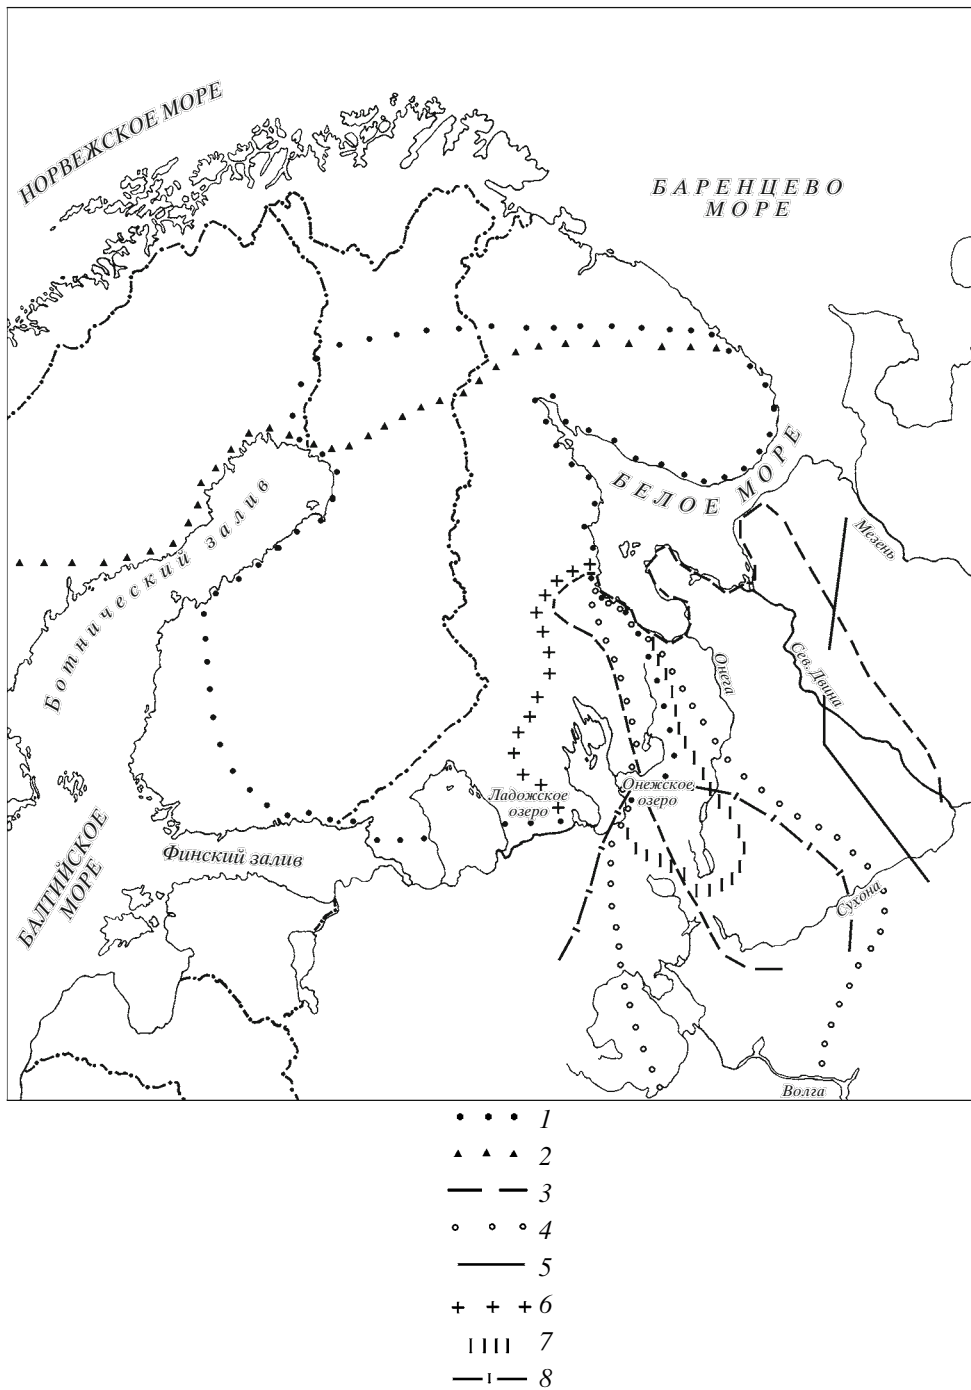 НОРВЕЖСКОЕ МОРЕ
БАРЕНЦЕВО
МОРЕ
БЕЛОЕ МОРЕ
Мезень
Ботнический залив
Сев. Двина
Онега
Ладожское
озеро
Онежское
озеро
БАЛТИЙСКОЕ
МОРЕ
Финский залив
Сухона
Волга
1
2
3
4
5
6
7
8